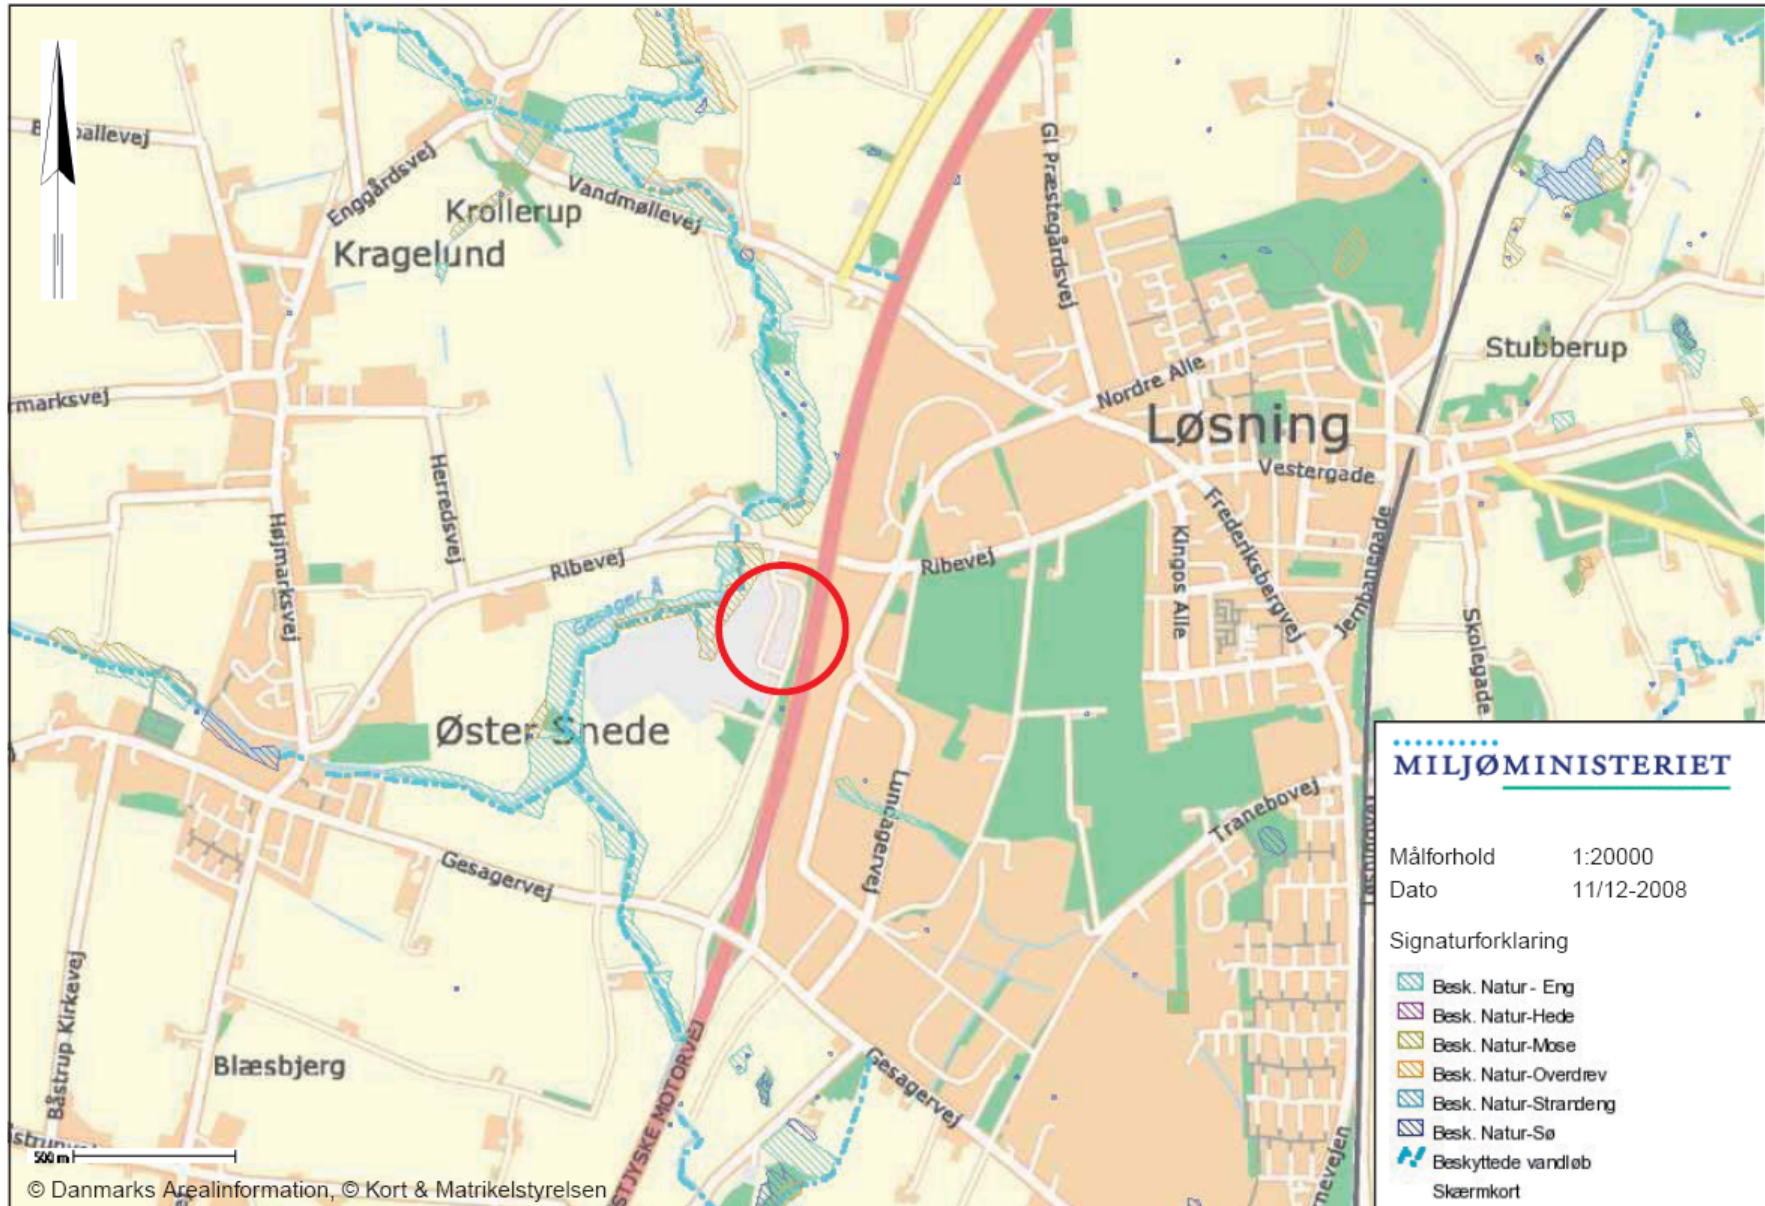 Enggårdsvej
Krollerup
Kragelund
Vandmøllevej
Gl Præstegårdsvej
Stubberup
Nordre Alle
Løsning
Vestergade
Herredsvej
Højmarksvej
Ribevej
Ribevej
Gesager Å
Kingos Alle
Frederiksbergvej
Jernbanegade
Skolegade
Øster Snede
Gesagervej
Lundagervej
Tranebovej
Båstrup Kirkevej
Blæsbjerg
Gesagervej
MILJØMINISTERIET
Målforhold 1:20000
Dato 11/12-2008
Signaturforklaring
Besk. Natur - Eng
Besk. Natur-Hede
Besk. Natur-Mose
Besk. Natur-Overdrev
Besk. Natur-Strandeng
Besk. Natur-Sø
Beskyttede vandløb
Skærmkort
500 m
© Danmarks Arealinformation, © Kort & Matrikelstyrelsen